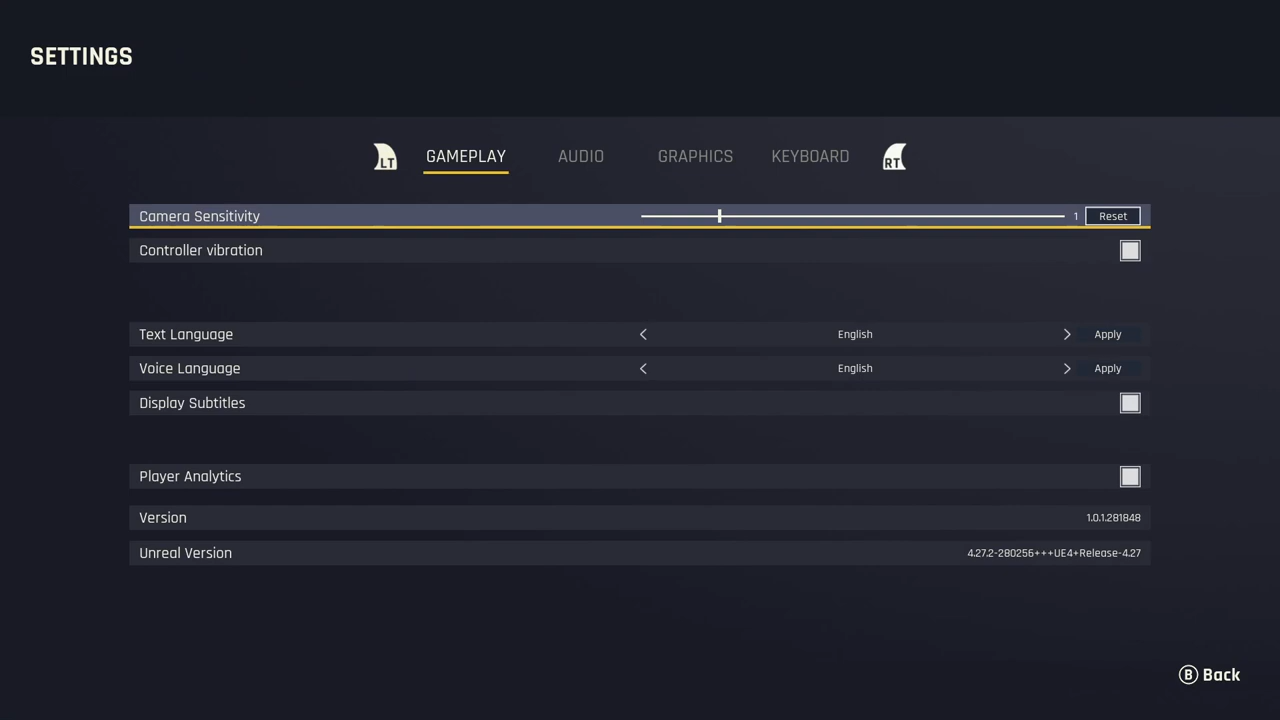 SETTINGS
LT GAMEPLAY AUDIO GRAPHICS KEYBOARD RT
Camera Sensitivity 1 Reset
Controller vibration
Text Language English Apply
Voice Language English Apply
Display Subtitles
Player Analytics
Version 1.0.1.281848
Unreal Version 4.27.2-280256+++UE4+Release-4.27
B Back